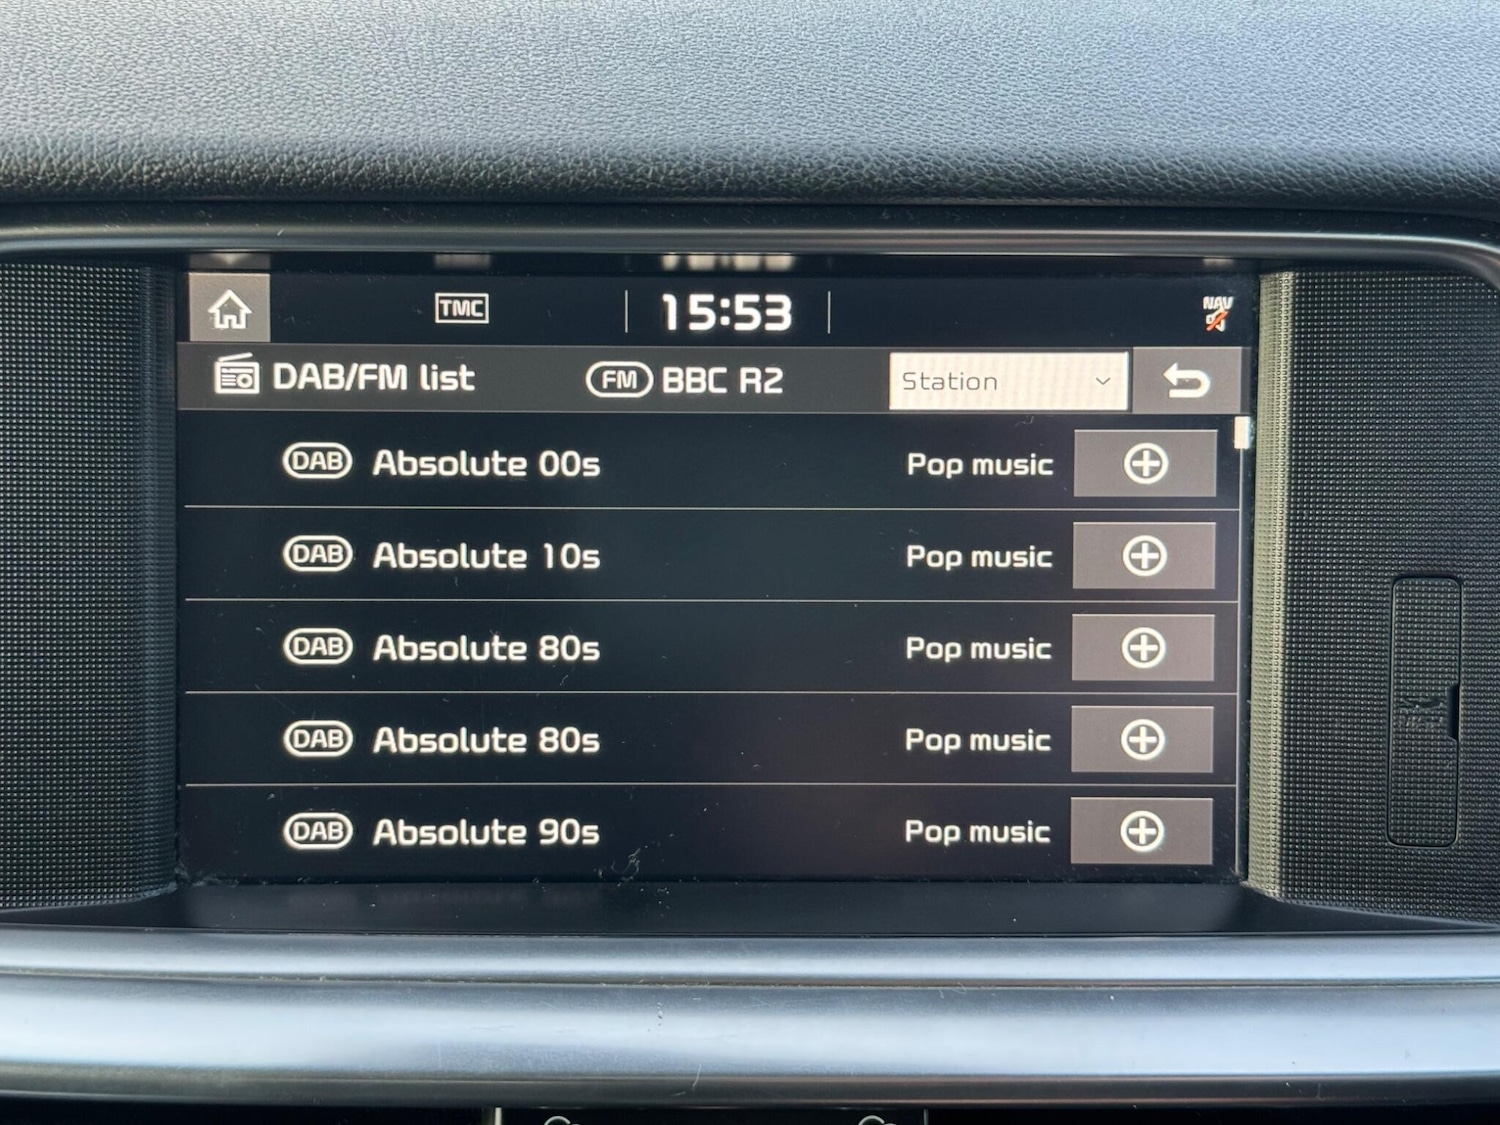 TMC 15:53 NAV
DAB/FM list FM BBC R2 Station
DAB Absolute 00s Pop music
DAB Absolute 10s Pop music
DAB Absolute 80s Pop music
DAB Absolute 80s Pop music
DAB Absolute 90s Pop music